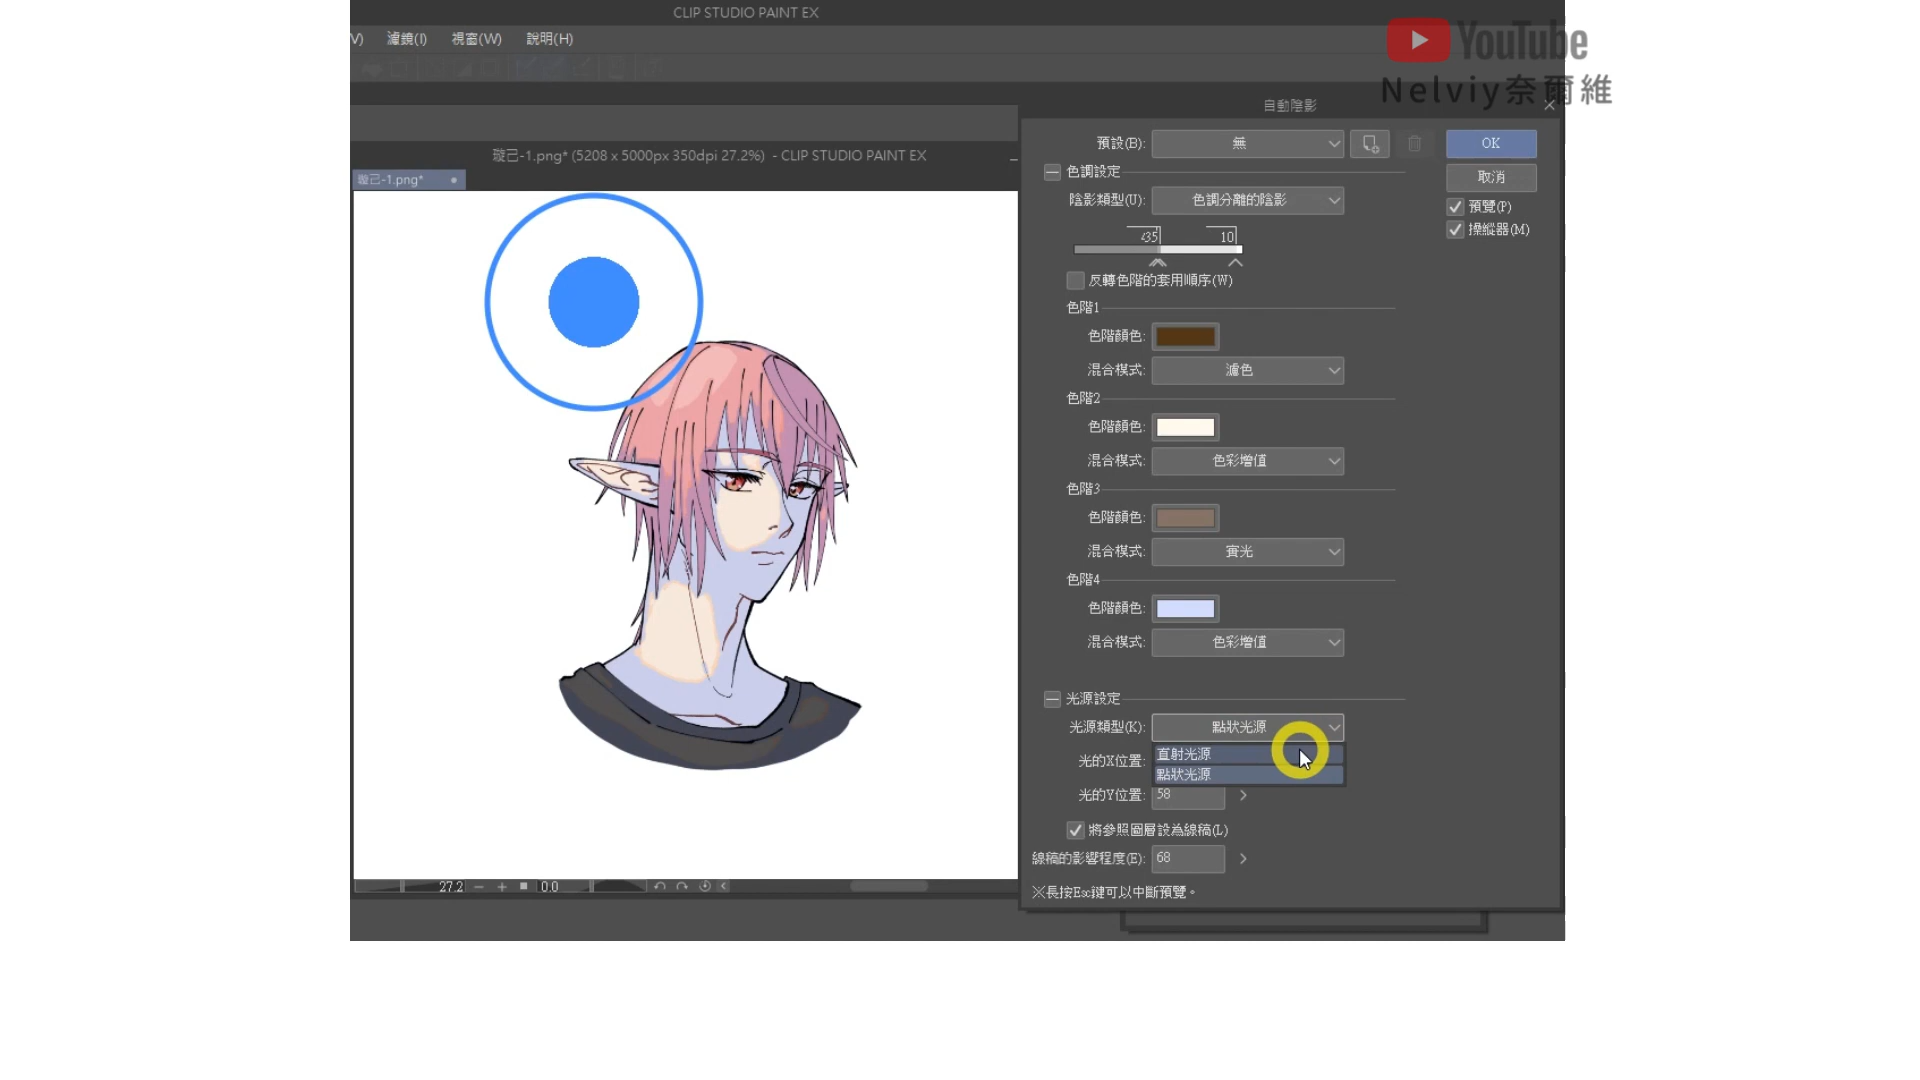 CLIP STUDIO PAINT EX
V) 濾鏡(I) 視窗(W) 說明(H)
YouTube
Nelviy奈爾維
自動陰影
璇己-1.png* (5208 x 5000px 350dpi 27.2%) - CLIP STUDIO PAINT EX
璇己-1.png*
預設(B): 無
OK
取消
預覽(P)
操縱器(M)
色調設定
陰影類型(U): 色調分離的陰影
35 10
反轉色階的套用順序(W)
色階1
色階顏色:
混合模式: 濾色
色階2
色階顏色:
混合模式: 色彩增值
色階3
色階顏色:
混合模式: 實光
色階4
色階顏色:
混合模式: 色彩增值
光源設定
光源類型(K): 點狀光源
直射光源
點狀光源
光的X位置:
光的Y位置: 58
將參照圖層設為線稿(L)
線稿的影響程度(E): 68
※長按Esc鍵可以中斷預覽。
27.2 0.0